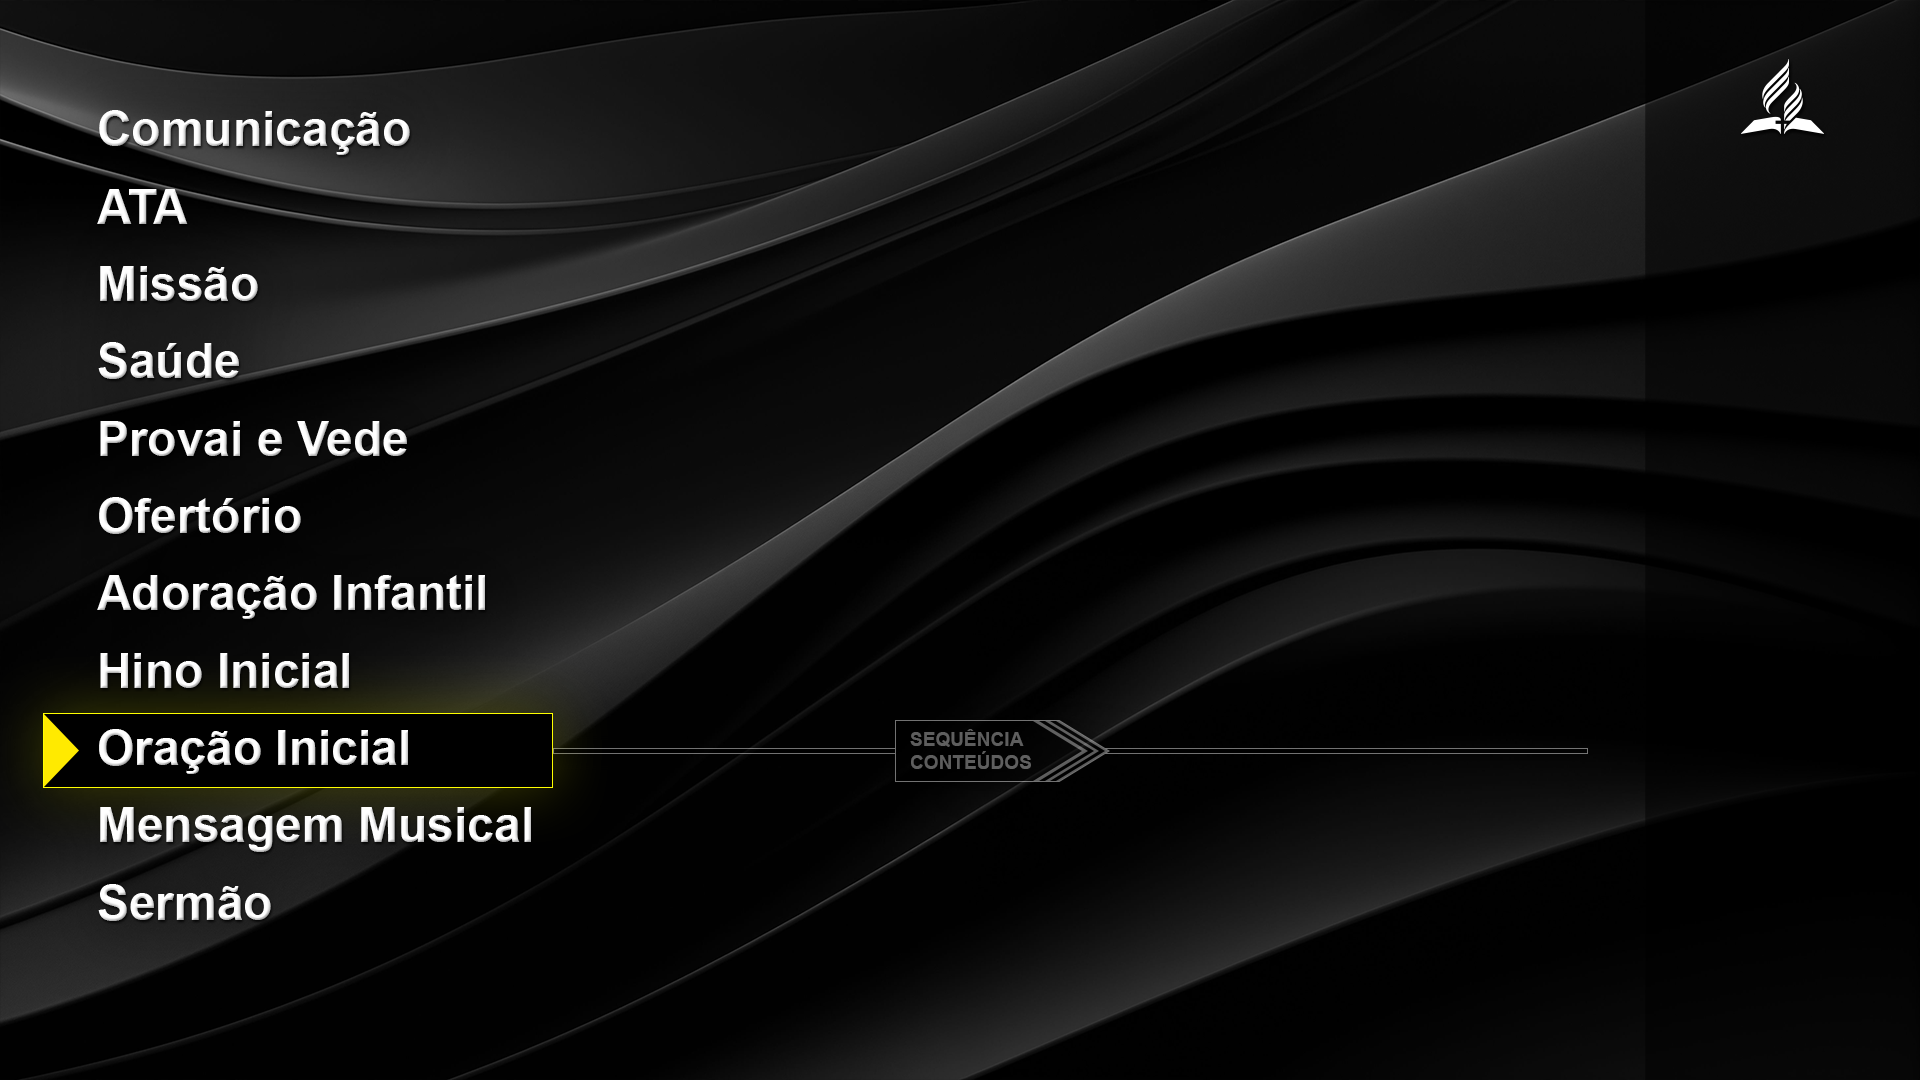 Comunicação
ATA
Missão
Saúde
Provai e Vede
Ofertório
Adoração Infantil
Hino Inicial
Oração Inicial
SEQUÊNCIA
CONTEÚDOS
Mensagem Musical
Sermão